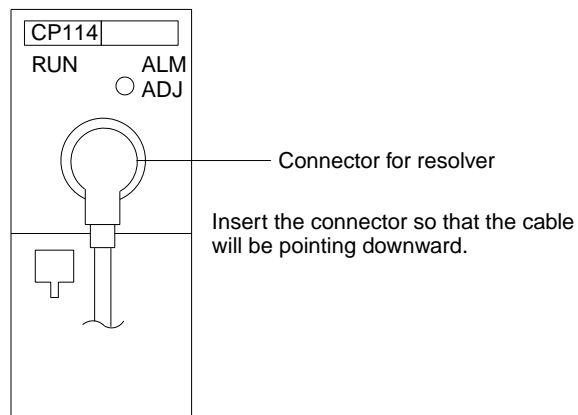 CP114
RUN ALM
ADJ
Connector for resolver
Insert the connector so that the cable
will be pointing downward.